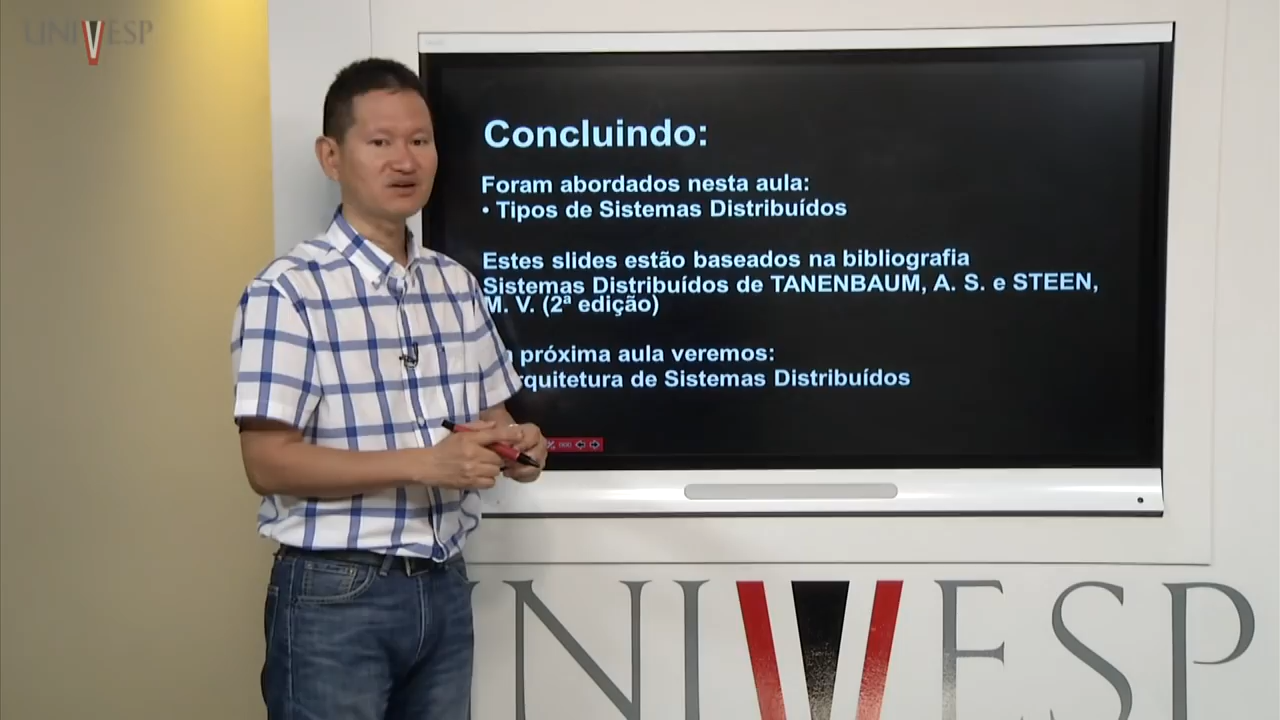 UNIVESP
Concluindo:
Foram abordados nesta aula:
• Tipos de Sistemas Distribuídos
Estes slides estão baseados na bibliografia
Sistemas Distribuídos de TANENBAUM, A. S. e STEEN,
M. V. (2ª edição)
próxima aula veremos:
rquitetura de Sistemas Distribuídos
UNIVESP